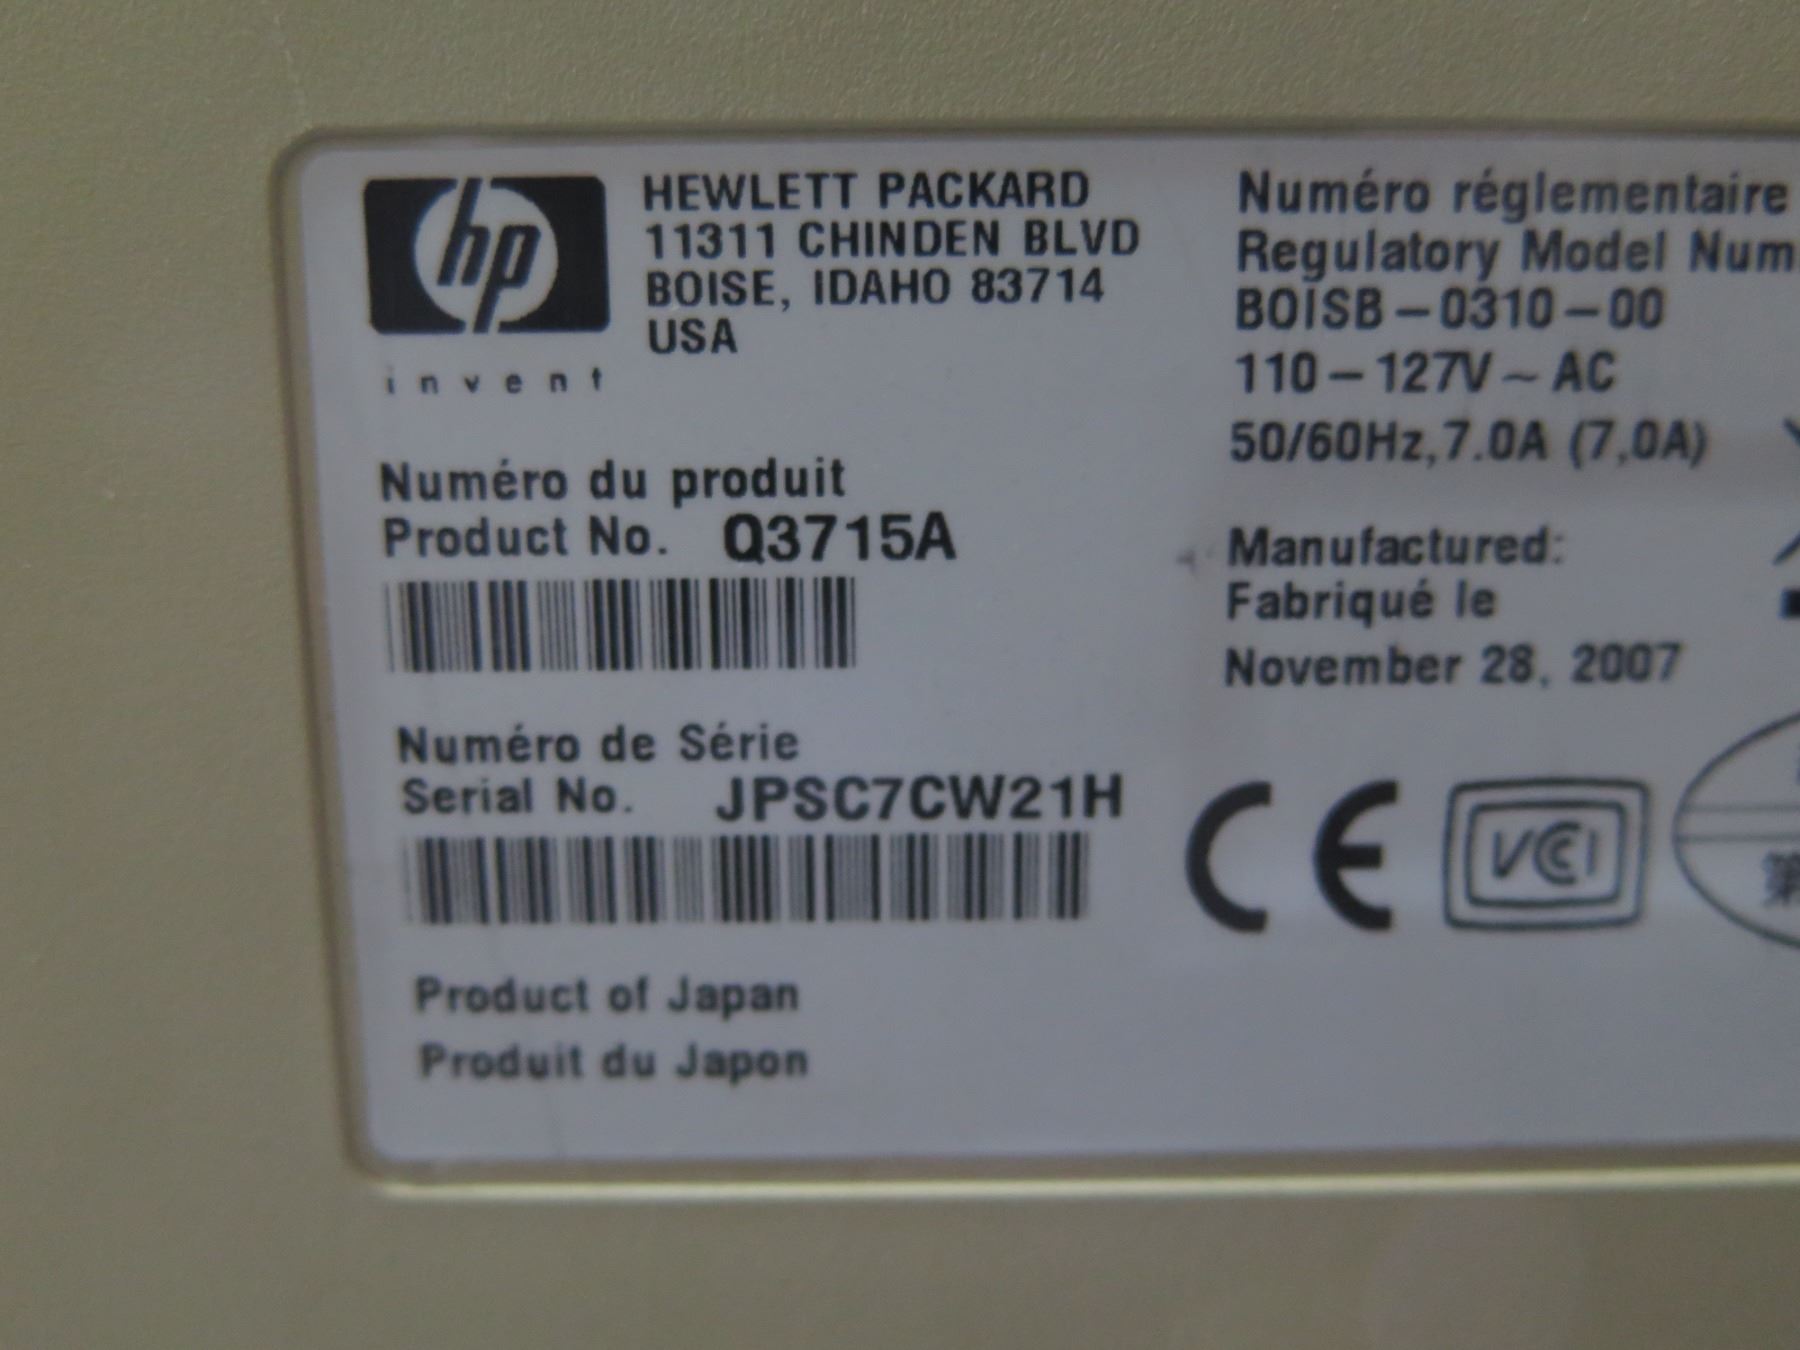 hp
invent
HEWLETT PACKARD
11311 CHINDEN BLVD
BOISE, IDAHO 83714
USA
Numéro du produit
Product No. Q3715A
Numéro de Série
Serial No. JPSC7CW21H
Product of Japan
Produit du Japon
Numéro réglementaire
Regulatory Model Num
BOISB-0310-00
110-127V~AC
50/60Hz,7.0A (7,0A)
Manufactured:
Fabriqué le
November 28, 2007
CE
VCCI
第